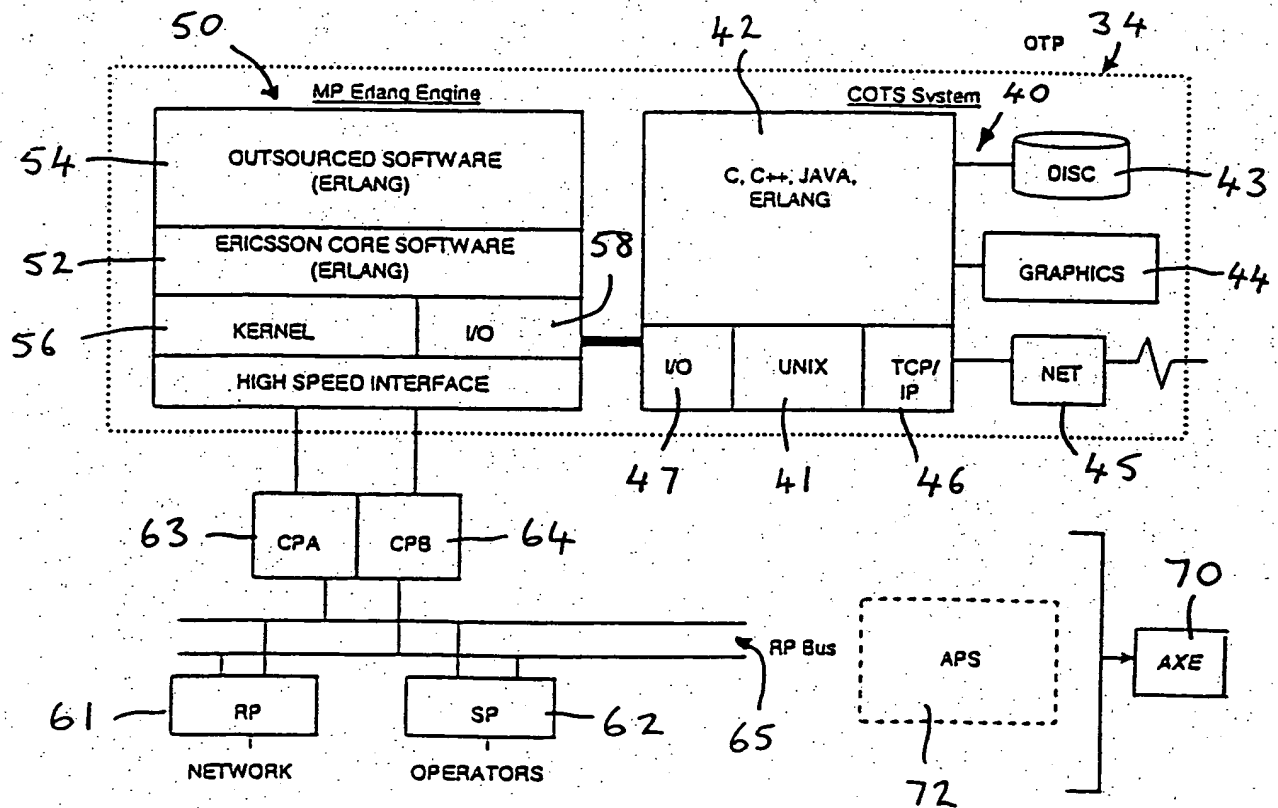 50
42
OTP
34
MP Erlang Engine
COTS System
40
54
OUTSOURCED SOFTWARE
(ERLANG)
C, C++, JAVA,
ERLANG
DISC
43
52
ERICSSON CORE SOFTWARE
(ERLANG)
58
GRAPHICS
44
56
KERNEL
I/O
HIGH SPEED INTERFACE
I/O
UNIX
TCP/
IP
NET
47
41
46
45
63
CPA
CPB
64
70
RP Bus
APS
AXE
61
RP
SP
62
65
NETWORK
OPERATORS
72